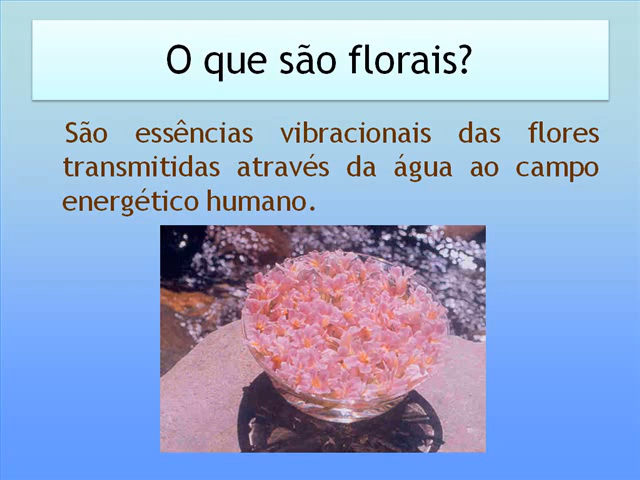 O que são florais?
São essências vibracionais das flores
transmitidas através da água ao campo
energético humano.